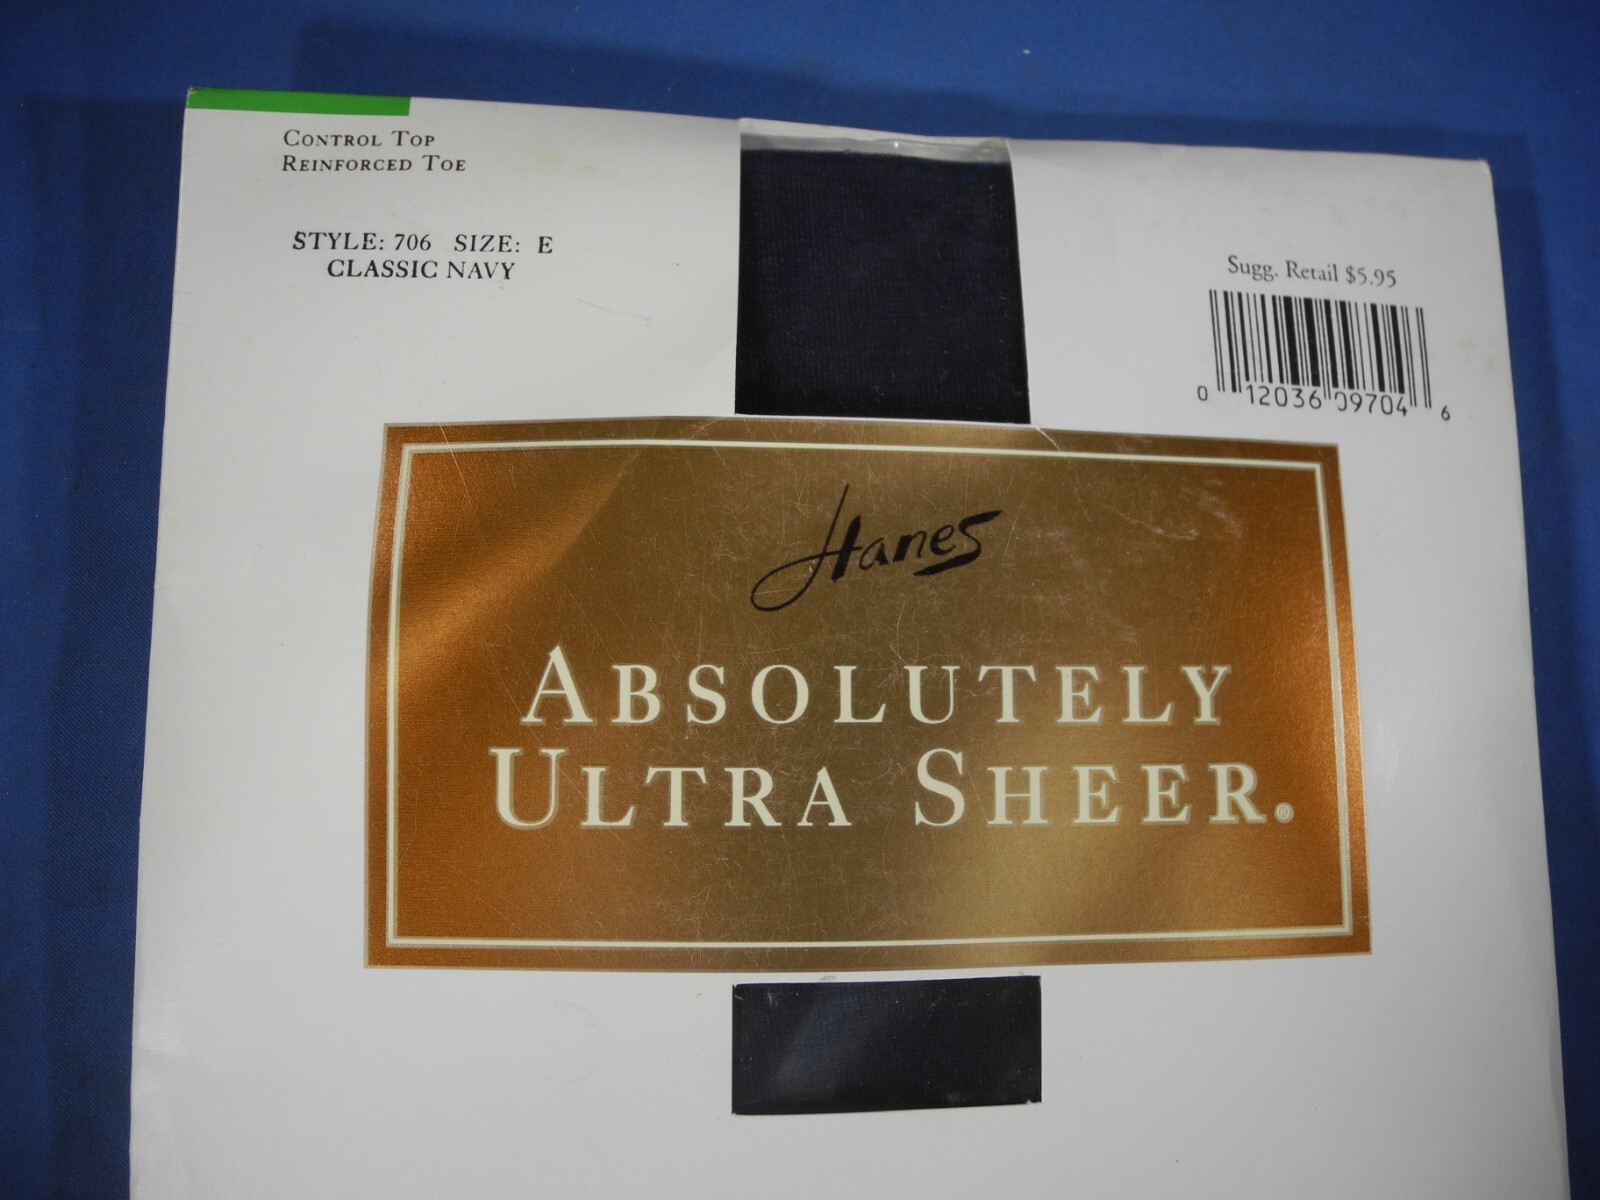 CONTROL TOP
REINFORCED TOE
STYLE: 706 SIZE: E
CLASSIC NAVY
Sugg. Retail $5.95
0 12036 09704 6
Hanes
ABSOLUTELY
ULTRA SHEER.®